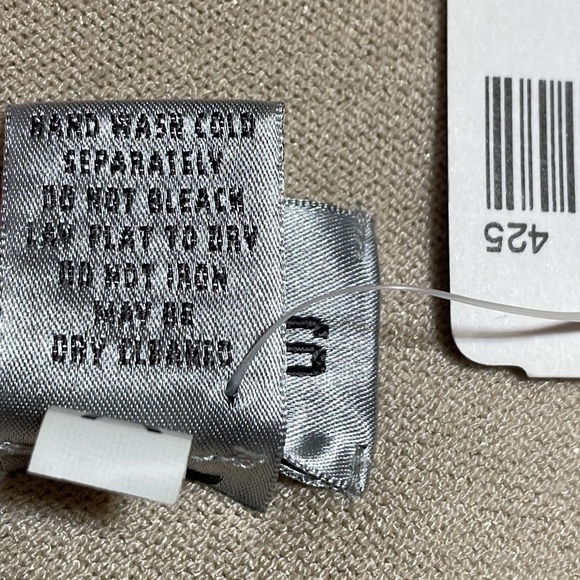 HAND WASH COLD
SEPARATELY
DO NOT BLEACH
LAY FLAT TO DRY
DO NOT IRON
MAY BE
DRY CLEANED
425